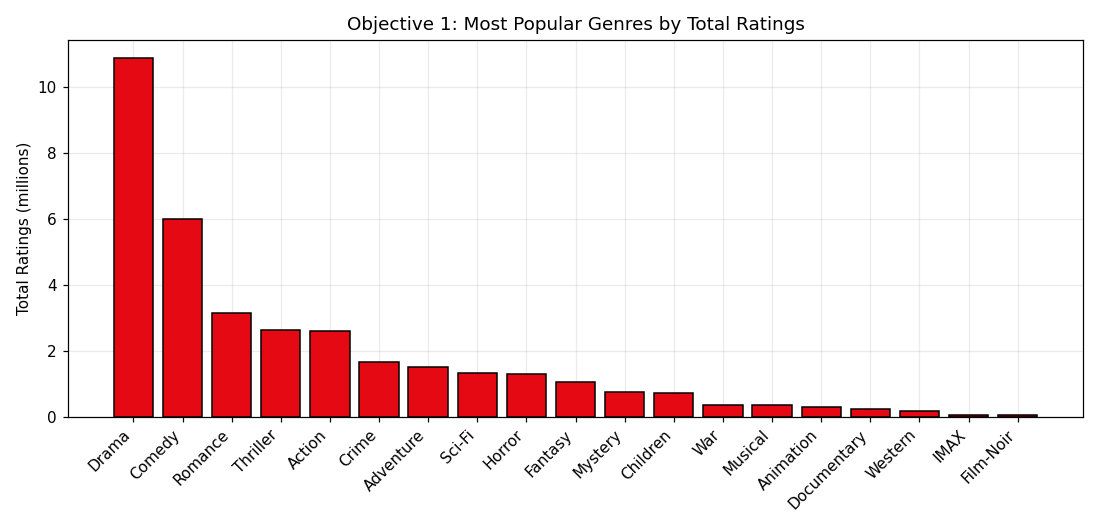 Objective 1: Most Popular Genres by Total Ratings
Total Ratings (millions)
10
8
6
4
2
0
Drama
Comedy
Romance
Thriller
Action
Crime
Adventure
Sci-Fi
Horror
Fantasy
Mystery
Children
War
Musical
Animation
Documentary
Western
IMAX
Film-Noir